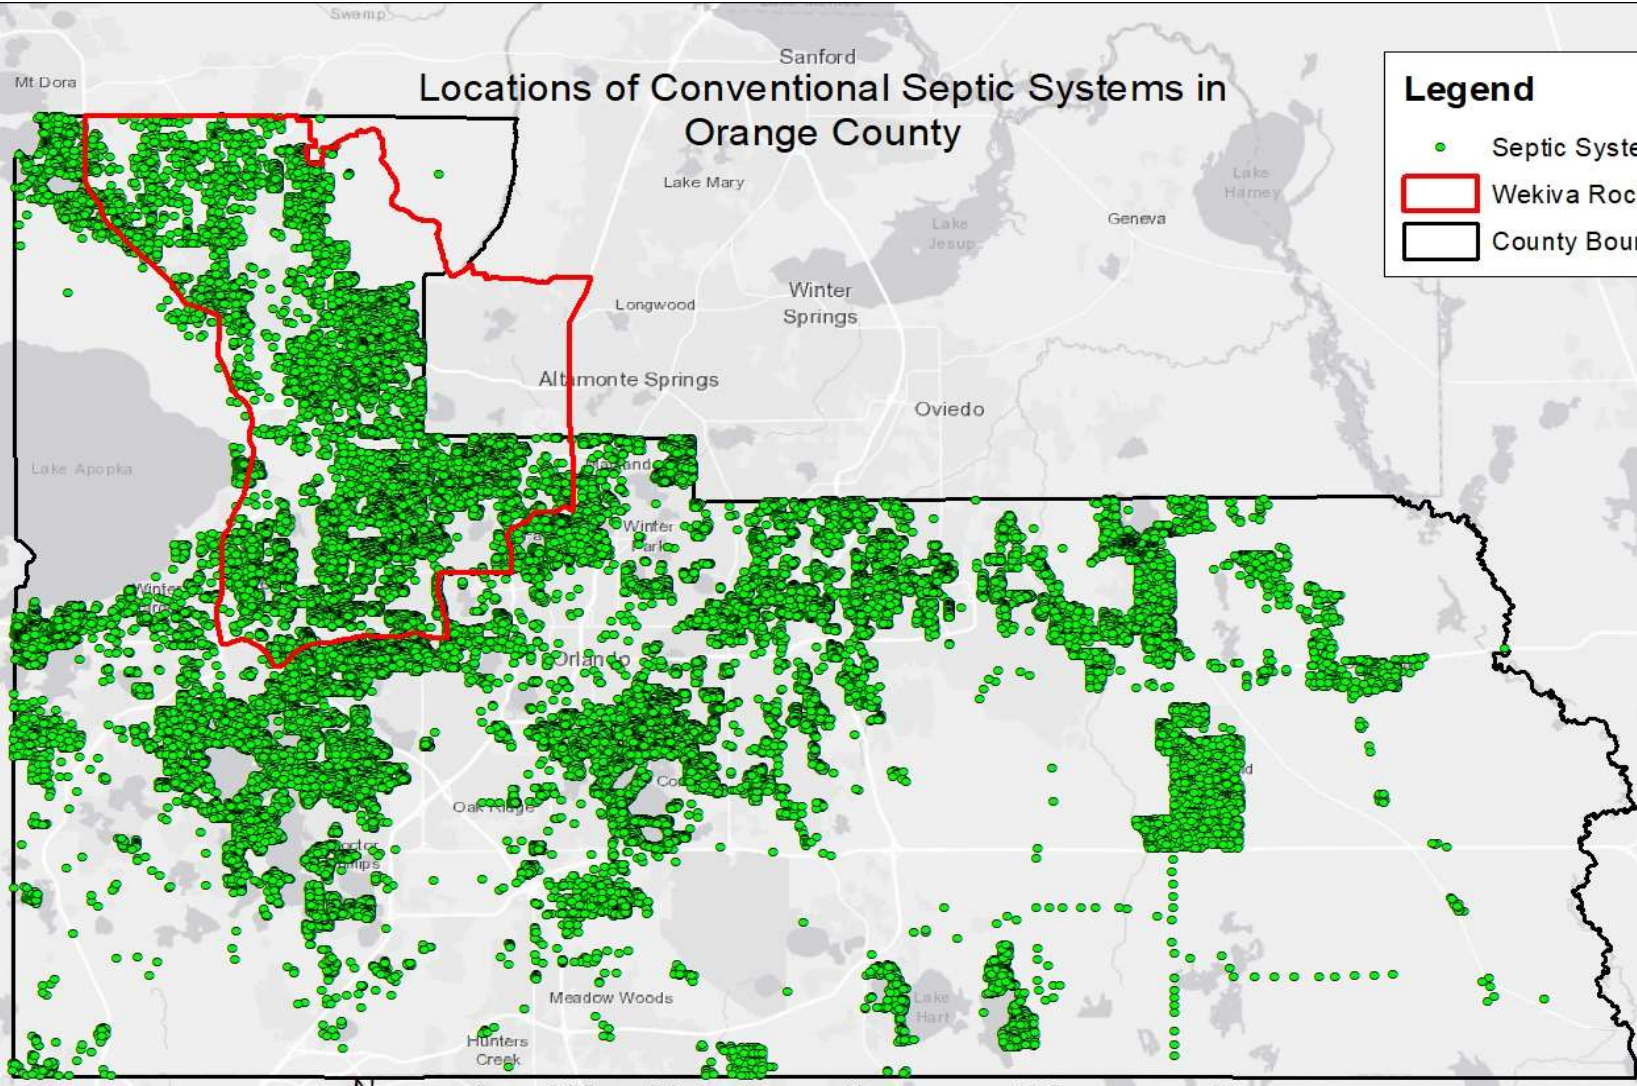 Swamp
Sanford
Mt Dora
Locations of Conventional Septic Systems in
Orange County
Legend
Septic Syste
Wekiva Roc
County Bour
Lake Mary
Lake
Harney
Geneva
Lake
Jesup
Winter
Springs
Longwood
Altamonte Springs
Oviedo
Lake Apopka
Winter
Park
Winter
Orlando
Oak Ridge
Meadow Woods
Lake
Hart
Hunters
Creek